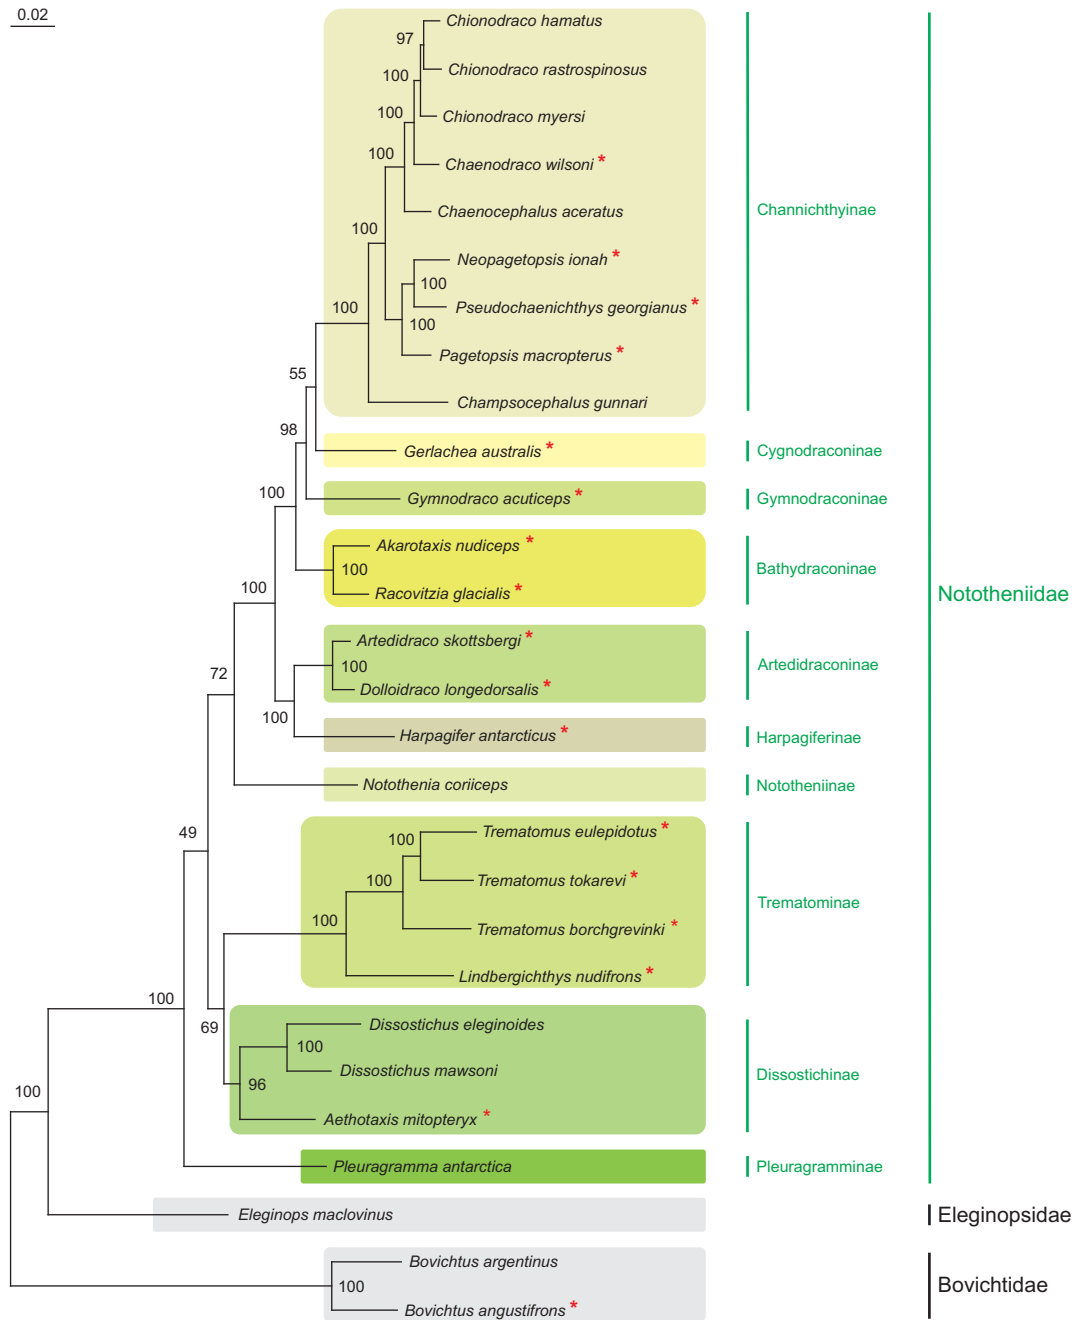 0.02
Chionodraco hamatus
97
Chionodraco rastrospinosus
100
Chionodraco myersi
100
Chaenodraco wilsoni *
100
Chaenocephalus aceratus
Channichthyinae
100
Neopagetopsis ionah *
100
Pseudochaenichthys georgianus *
100
100
Pagetopsis macropterus *
55
Champsocephalus gunnari
98
Gerlachea australis *
Cygnodraconinae
100
Gymnodraco acuticeps *
Gymnodraconinae
Akarotaxis nudiceps *
100
Bathydraconinae
100
Racovitzia glacialis *
Nototheniidae
Artedidraco skottsbergi *
72
100
Artedidraconinae
Dolloidraco longedorsalis *
100
Harpagifer antarcticus *
Harpagiferinae
Notothenia coriiceps
Nototheniinae
49
Trematomus eulepidotus *
100
100
Trematomus tokarevi *
Trematominae
100
Trematomus borchgrevinki *
Lindbergichthys nudifrons *
100
69
Dissostichus eleginoides
100
Dissostichus mawsoni
Dissostichinae
96
100
Aethotaxis mitopteryx *
Pleuragramma antarctica
Pleuragramminae
Eleginops maclovinus
Eleginopsidae
Bovichtus argentinus
100
Bovichtidae
Bovichtus angustifrons *